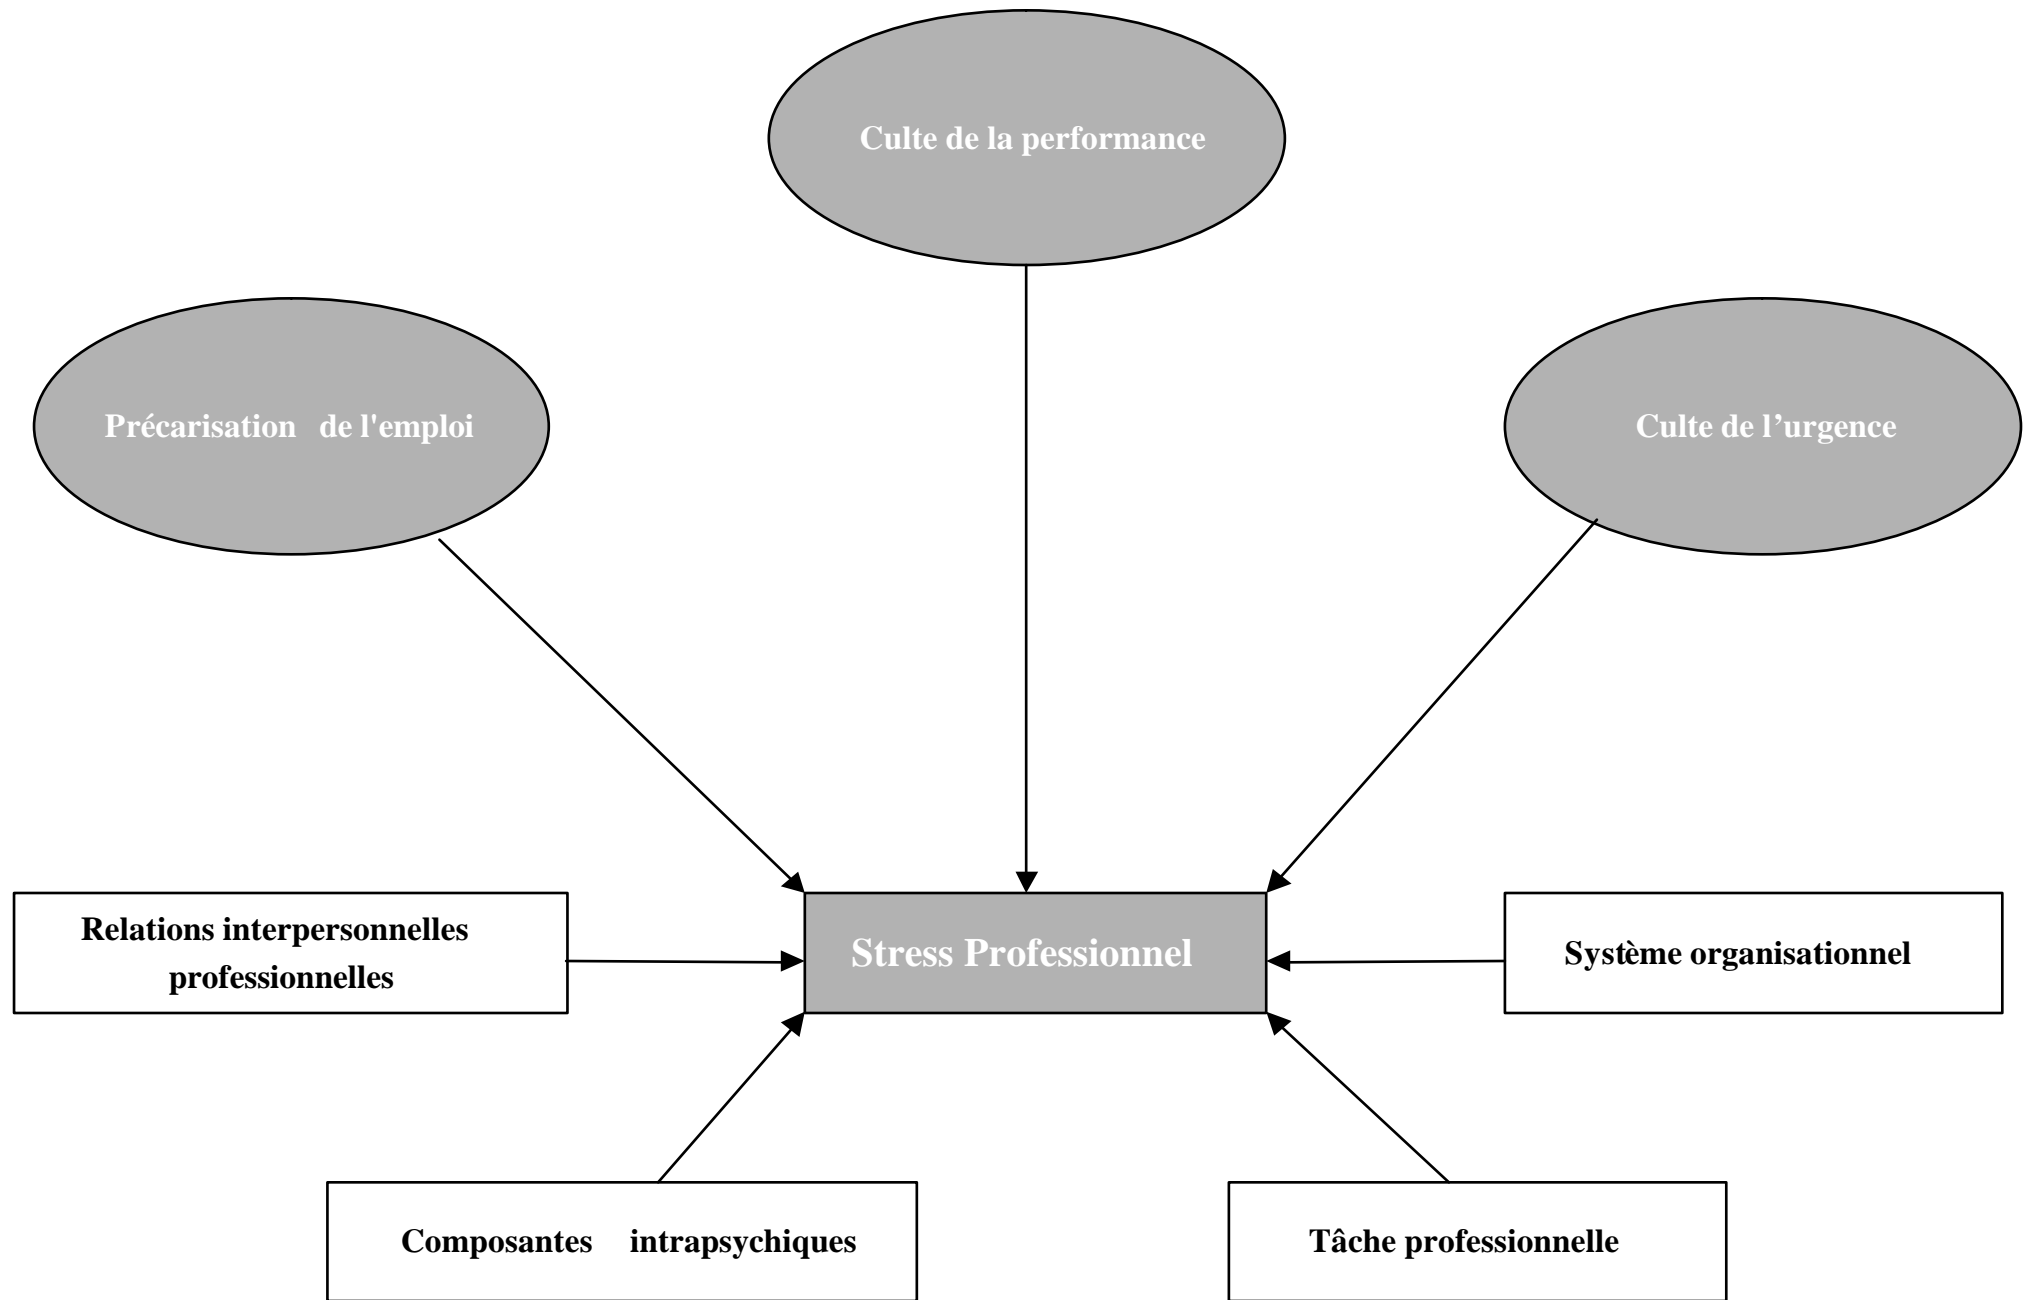 Culte de la performance
Précarisation de l'emploi
Culte de l’urgence
Relations interpersonnelles
professionnelles
Stress Professionnel
Système organisationnel
Composantes intrapsychiques
Tâche professionnelle